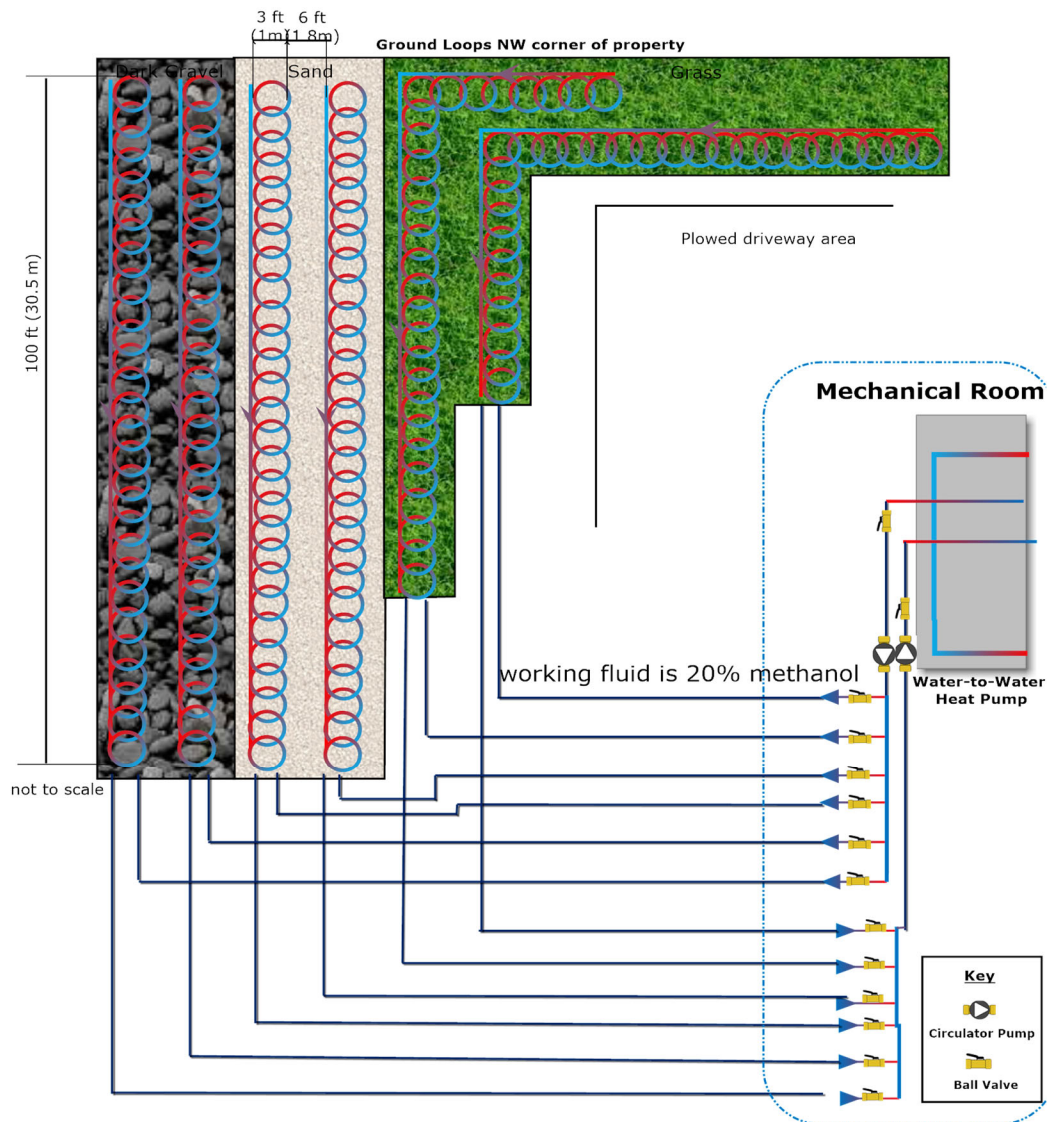 3 ft
(1m)
6 ft
(1.8m)
Ground Loops NW corner of property
Dark Gravel
Sand
Grass
100 ft (30.5 m)
Plowed driveway area
Mechanical Room
working fluid is 20% methanol
Water-to-Water
Heat Pump
not to scale
Key
Circulator Pump
Ball Valve